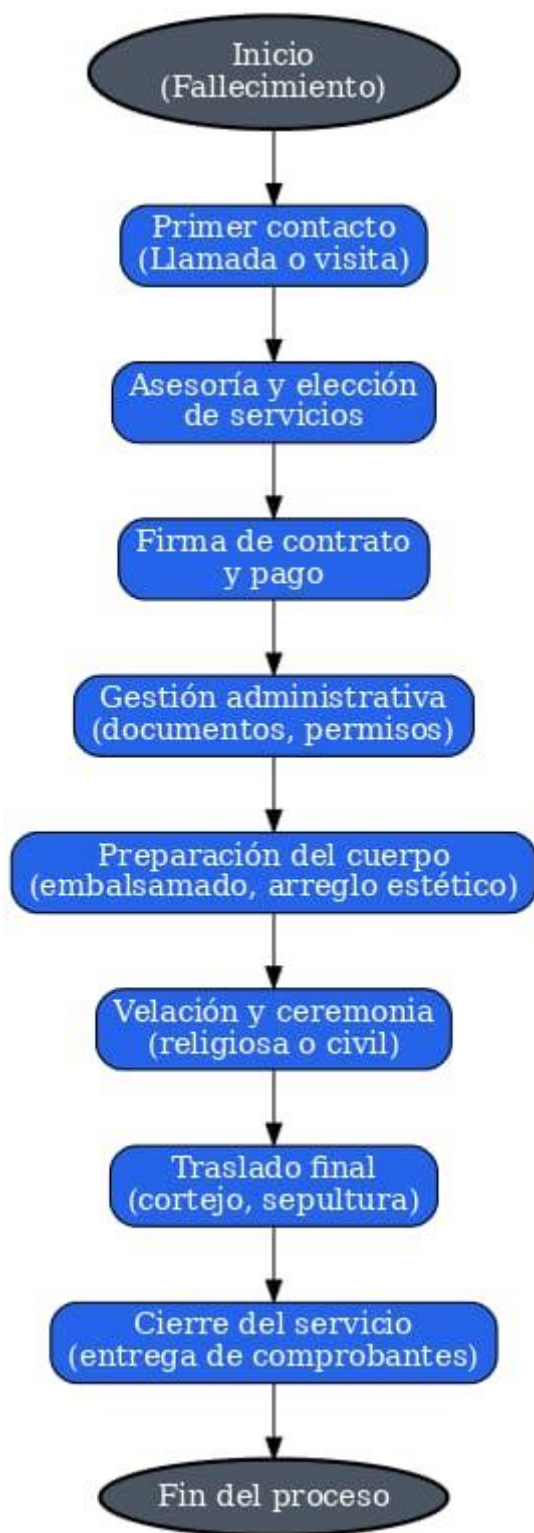 Inicio
(Fallecimiento)
Primer contacto
(Llamada o visita)
Asesoría y elección
de servicios
Firma de contrato
y pago
Gestión administrativa
(documentos, permisos)
Preparación del cuerpo
(embalsamado, arreglo estético)
Velación y ceremonia
(religiosa o civil)
Traslado final
(cortejo, sepultura)
Cierre del servicio
(entrega de comprobantes)
Fin del proceso